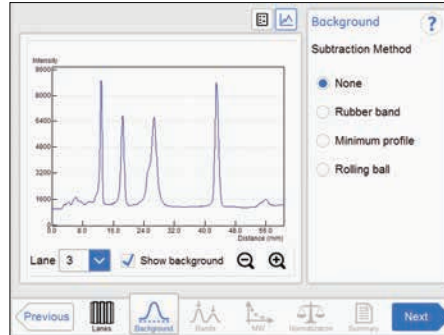 Background
?
Subtraction Method
None
Rubber band
Minimum profile
Rolling ball
Intensity
8000
6400
4800
1600
0
0.0
8.0
16.0
24.0
32.0
40.0
48.0
56.0
Distance (mm)
Lane 3 Show background
Previous
Lanes
Background
Bands
MW
Normalization
Summary
Next